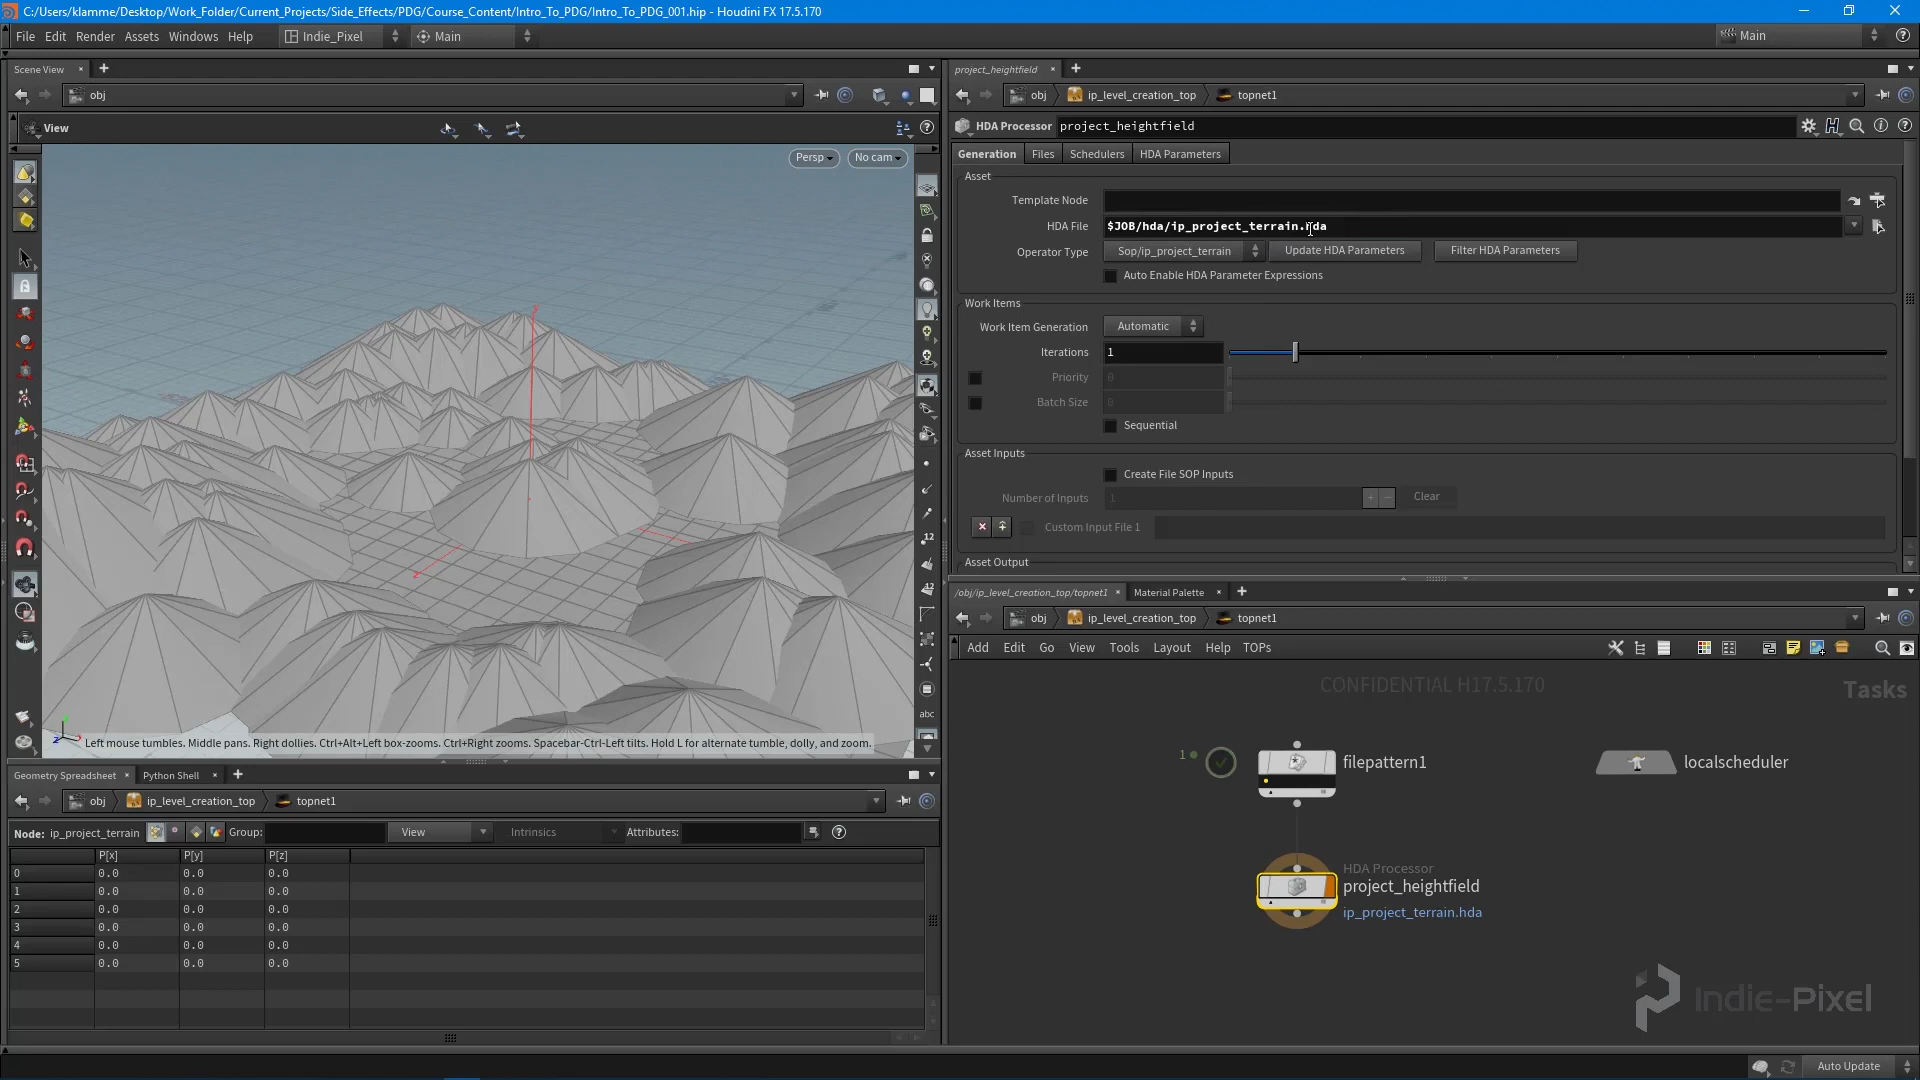 C:/Users/klamme/Desktop/Work_Folder/Current_Projects/Side_Effects/PDG/Course_Content/Intro_To_PDG/Intro_To_PDG_001.hip - Houdini FX 17.5.170
File Edit Render Assets Windows Help Indie_Pixel Main Main
Scene View
obj
View
Persp No cam
Left mouse tumbles. Middle pans. Right dollies. Ctrl+Alt+Left box-zooms. Ctrl+Right zooms. Spacebar-Ctrl-Left tilts. Hold L for alternate tumble, dolly, and zoom.
12
12
abc
Geometry Spreadsheet Python Shell
obj ip_level_creation_top topnet1
Node: ip_project_terrain Group: View Intrinsics Attributes:
P[x] P[y] P[z]
0 0.0 0.0 0.0
1 0.0 0.0 0.0
2 0.0 0.0 0.0
3 0.0 0.0 0.0
4 0.0 0.0 0.0
5 0.0 0.0 0.0
project_heightfield
obj ip_level_creation_top topnet1
HDA Processor project_heightfield
Generation Files Schedulers HDA Parameters
Asset
Template Node
HDA File $JOB/hda/ip_project_terrain.hda
Operator Type Sop/ip_project_terrain Update HDA Parameters Filter HDA Parameters
Auto Enable HDA Parameter Expressions
Work Items
Work Item Generation Automatic
Iterations 1
Priority 0
Batch Size 0
Sequential
Asset Inputs
Create File SOP Inputs
Number of Inputs 1 Clear
Custom Input File 1
Asset Output
/obj/ip_level_creation_top/topnet1 Material Palette
obj ip_level_creation_top topnet1
Add Edit Go View Tools Layout Help TOPs
CONFIDENTIAL H17.5.170 Tasks
1 filepattern1 localscheduler
HDA Processor
project_heightfield
ip_project_terrain.hda
Indie-Pixel
Auto Update